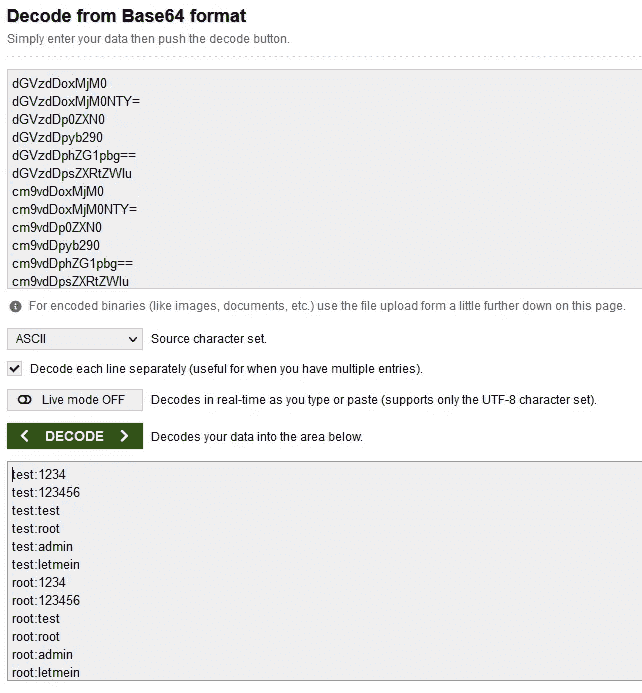 Decode from Base64 format
Simply enter your data then push the decode button.
dGVzdDoxMjM0
dGVzdDoxMjM0NTY=
dGVzdDp0ZXN0
dGVzdDpyb290
dGVzdDphZG1pbg==
dGVzdDpsZXRtZWlu
cm9vdDoxMjM0
cm9vdDoxMjM0NTY=
cm9vdDp0ZXN0
cm9vdDpyb290
cm9vdDphZG1pbg==
cm9vdDpsZXRtZWlu
For encoded binaries (like images, documents, etc.) use the file upload form a little further down on this page.
ASCII Source character set.
Decode each line separately (useful for when you have multiple entries).
Live mode OFF Decodes in real-time as you type or paste (supports only the UTF-8 character set).
DECODE Decodes your data into the area below.
test:1234
test:123456
test:test
test:root
test:admin
test:letmein
root:1234
root:123456
root:test
root:root
root:admin
root:letmein